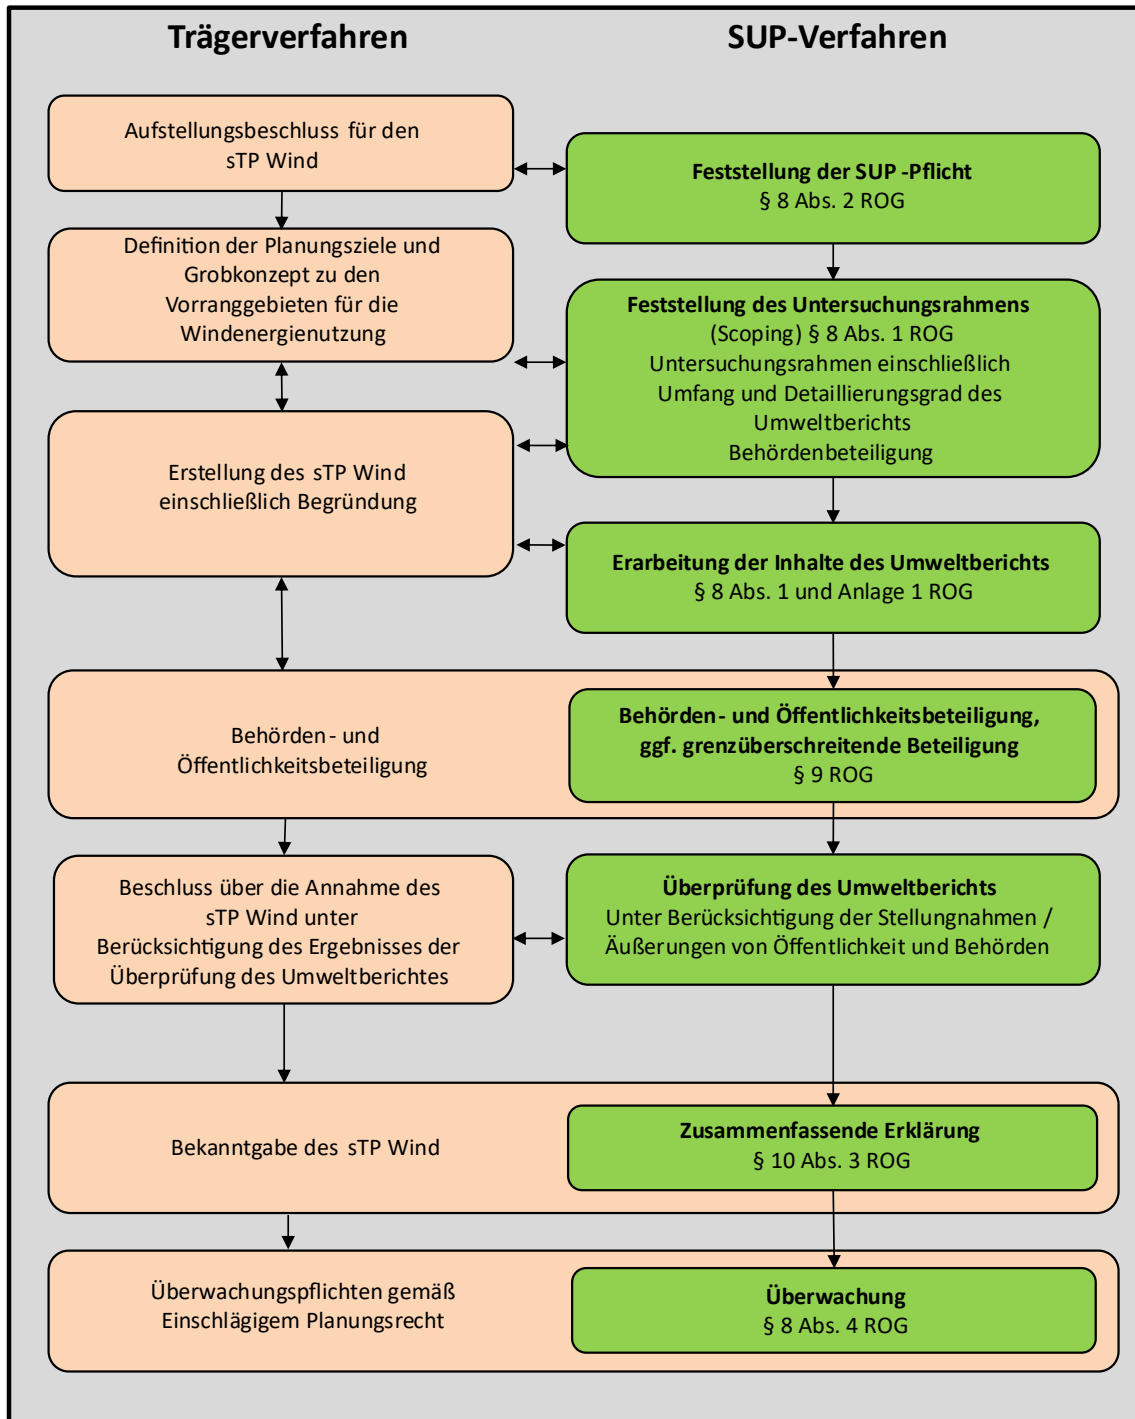 Trägerverfahren
SUP-Verfahren
Aufstellungsbeschluss für den
sTP Wind
Feststellung der SUP -Pflicht
§ 8 Abs. 2 ROG
Definition der Planungsziele und
Grobkonzept zu den
Vorranggebieten für die
Windenergienutzung
Feststellung des Untersuchungsrahmens
(Scoping) § 8 Abs. 1 ROG
Untersuchungsrahmen einschließlich
Umfang und Detaillierungsgrad des
Umweltberichts
Behördenbeteiligung
Erstellung des sTP Wind
einschließlich Begründung
Erarbeitung der Inhalte des Umweltberichts
§ 8 Abs. 1 und Anlage 1 ROG
Behörden- und
Öffentlichkeitsbeteiligung
Behörden- und Öffentlichkeitsbeteiligung,
ggf. grenzüberschreitende Beteiligung
§ 9 ROG
Beschluss über die Annahme des
sTP Wind unter
Berücksichtigung des Ergebnisses der
Überprüfung des Umweltberichtes
Überprüfung des Umweltberichts
Unter Berücksichtigung der Stellungnahmen /
Äußerungen von Öffentlichkeit und Behörden
Bekanntgabe des sTP Wind
Zusammenfassende Erklärung
§ 10 Abs. 3 ROG
Überwachungspflichten gemäß
Einschlägigem Planungsrecht
Überwachung
§ 8 Abs. 4 ROG